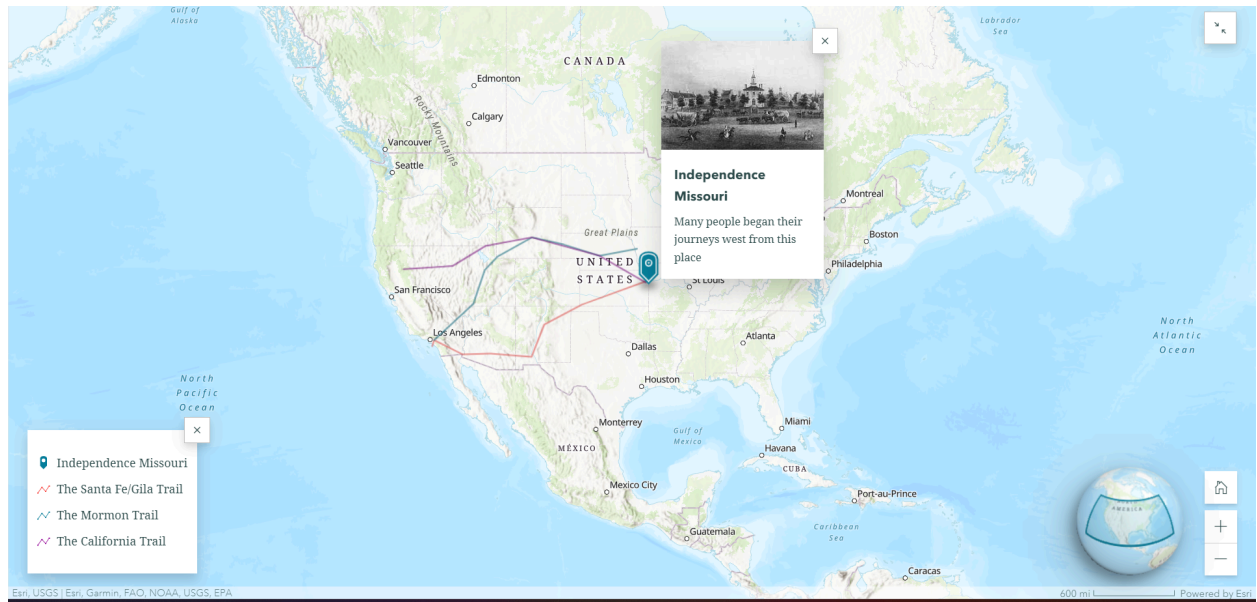 Gulf of
Alaska
Labrador
Sea
CANADA
Edmonton
Rocky Mountains
Calgary
Vancouver
Seattle
Independence
Missouri
Many people began their
journeys west from this
place
Montreal
Boston
Philadelphia
Great Plains
UNITED
STATES
St Louis
San Francisco
Los Angeles
Atlanta
Dallas
Houston
North
Atlantic
Ocean
North
Pacific
Ocean
Monterrey
Miami
Gulf of
Mexico
Havana
MÉXICO
CUBA
Mexico City
Port-au-Prince
Guatemala
Caribbean
Sea
Caracas
AMERICA
Independence Missouri
The Santa Fe/Gila Trail
The Mormon Trail
The California Trail
Esri, USGS | Esri, Garmin, FAO, NOAA, USGS, EPA
600 mi
Powered by Esri